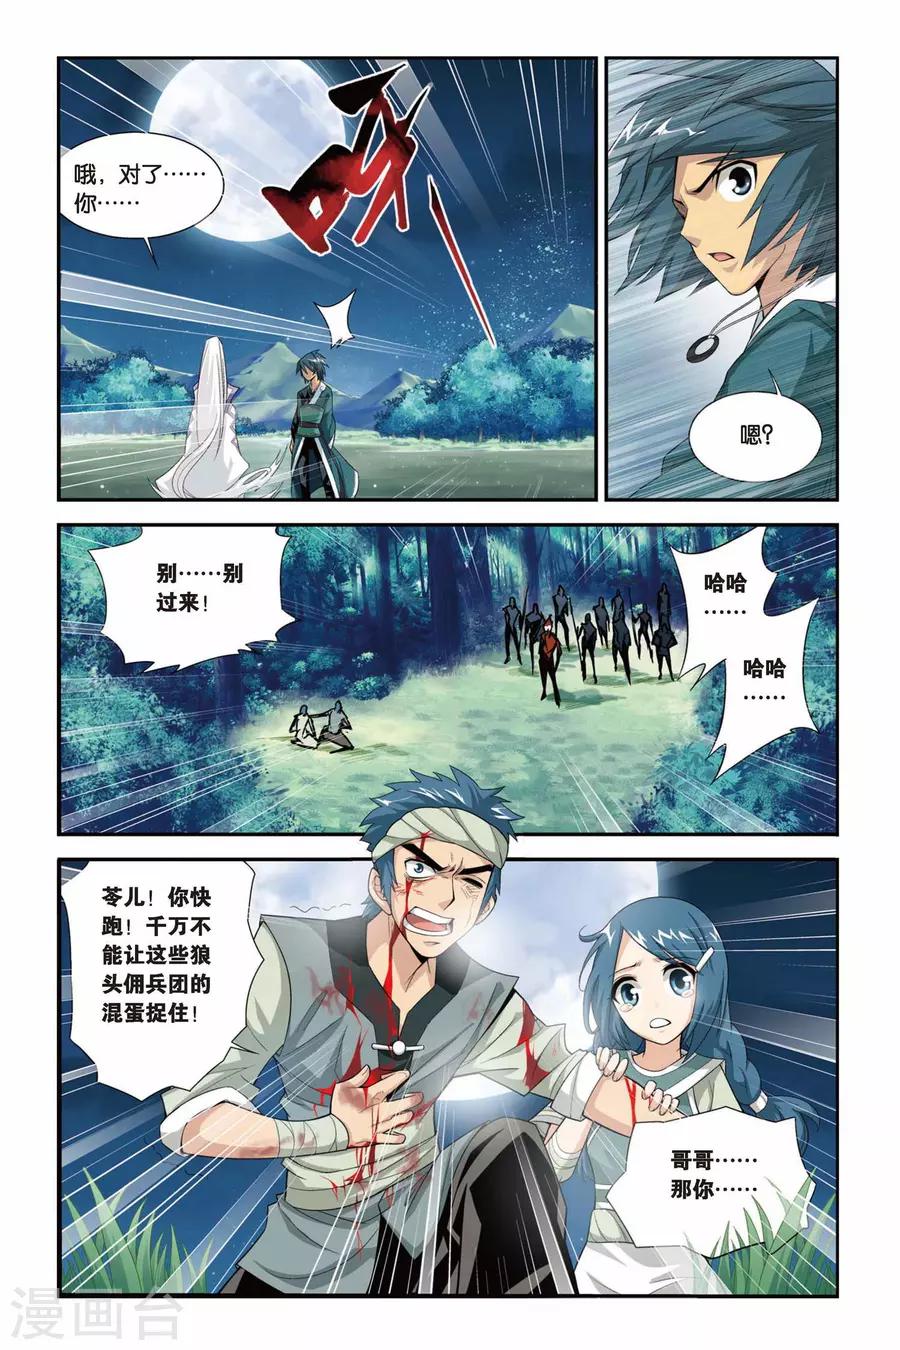 哦，对了……
你……
呀
嗯？
别……别
过来！
哈哈
……
哈哈
……
苓儿！你快
跑！千万不
能让这些狼
头佣兵团的
混蛋捉住！
哥哥……
那你……
漫画台